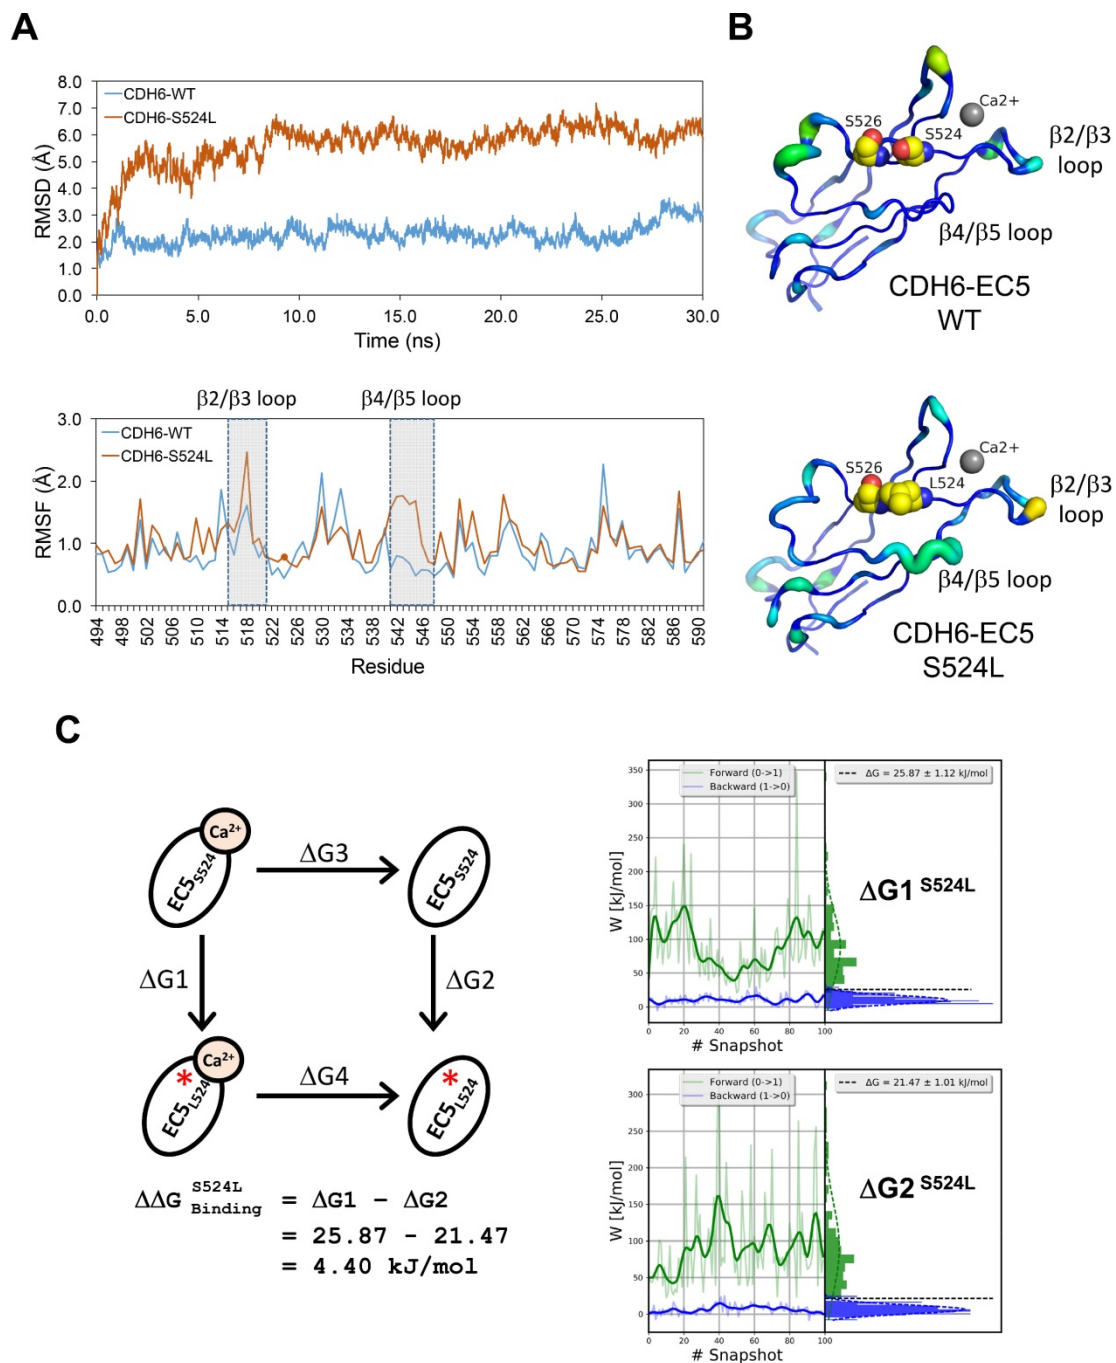 A
8.0
7.0
6.0
5.0
4.0
3.0
2.0
1.0
0.0
RMSD (Å)
CDH6-WT
CDH6-S524L
0.0 5.0 10.0 15.0 20.0 25.0 30.0
Time (ns)
β2/β3 loop β4/β5 loop
3.0
2.0
1.0
0.0
RMSF (Å)
CDH6-WT
CDH6-S524L
494 498 502 506 510 514 518 522 526 530 534 538 542 546 550 554 558 562 566 570 574 578 582 586 590
Residue
B
Ca2+
S526
S524
β2/β3
loop
β4/β5 loop
CDH6-EC5
WT
Ca2+
S526
L524
β2/β3
loop
β4/β5 loop
CDH6-EC5
S524L
C
Ca²⁺
EC5S524
ΔG3
EC5S524
ΔG1
ΔG2
*
Ca²⁺
EC5L524
ΔG4
*
EC5L524
ΔΔG S524L Binding = ΔG1 − ΔG2
= 25.87 - 21.47
= 4.40 kJ/mol
350
300
250
200
150
100
50
0
W [kJ/mol]
Forward (0->1)
Backward (1->0)
ΔG = 25.87 ± 1.12 kJ/mol
ΔG1 S524L
0 20 40 60 80 100
# Snapshot
300
250
200
150
100
50
0
W [kJ/mol]
Forward (0->1)
Backward (1->0)
ΔG = 21.47 ± 1.01 kJ/mol
ΔG2 S524L
0 20 40 60 80 100
# Snapshot